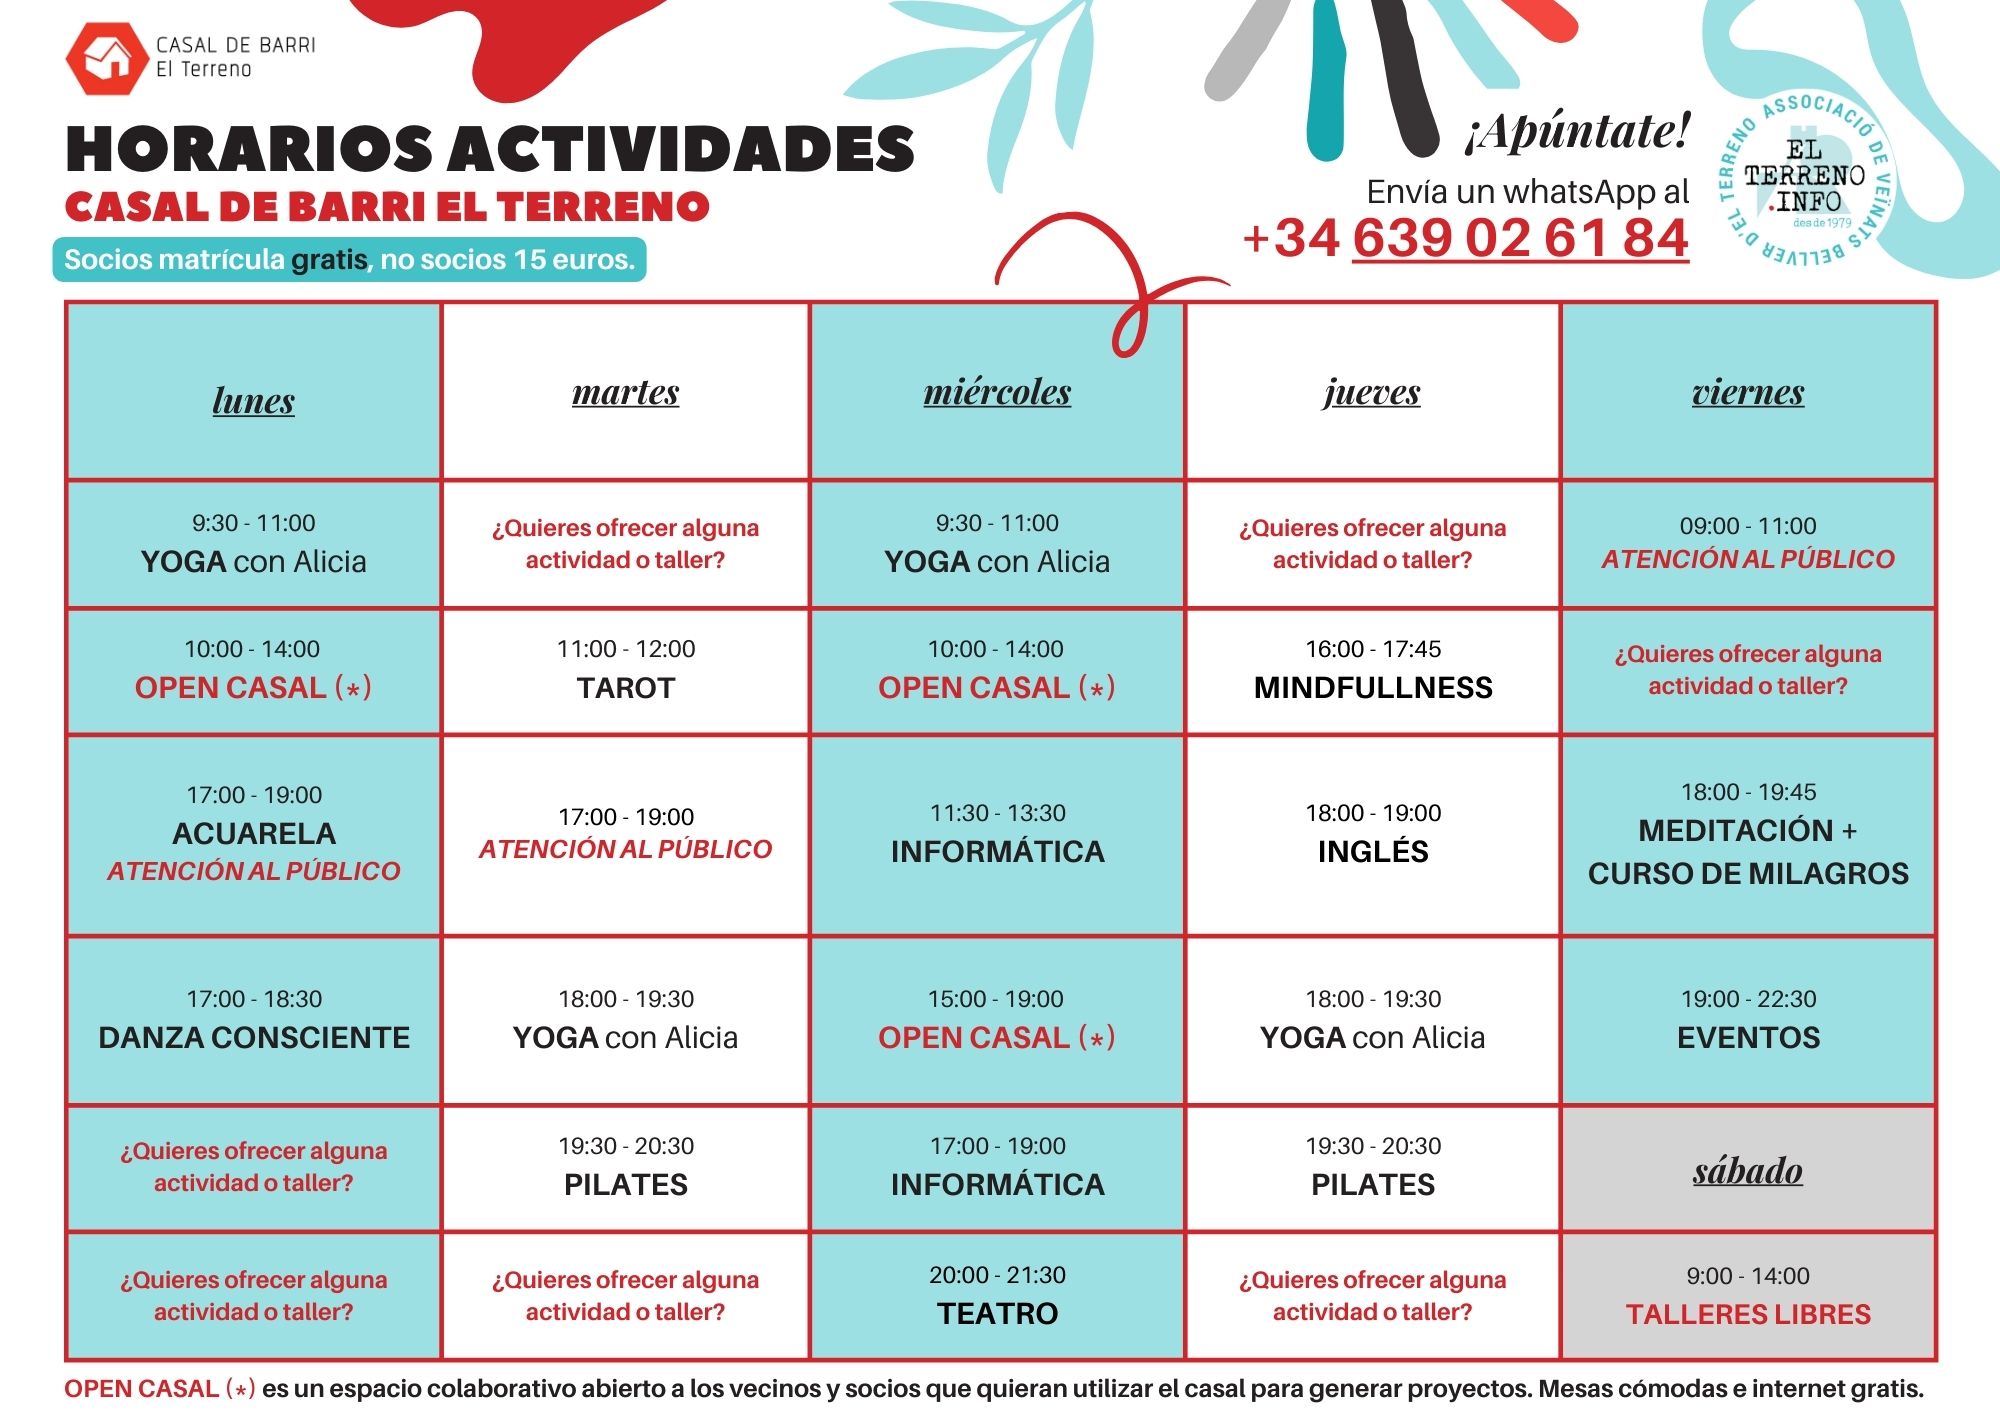 CASAL DE BARRI
El Terreno
HORARIOS ACTIVIDADES
CASAL DE BARRI EL TERRENO
Socios matrícula gratis, no socios 15 euros.
¡Apúntate!
Envía un whatsApp al
+34 639 02 61 84
ASSOCIACIÓ DE VEÏNATS BELLVER D'EL TERRENO
EL
TERRENO
.INFO
desde 1979
lunes
martes
miércoles
jueves
viernes
9:30 - 11:00
YOGA con Alicia
¿Quieres ofrecer alguna
actividad o taller?
9:30 - 11:00
YOGA con Alicia
¿Quieres ofrecer alguna
actividad o taller?
09:00 - 11:00
ATENCIÓN AL PÚBLICO
10:00 - 14:00
OPEN CASAL (*)
11:00 - 12:00
TAROT
10:00 - 14:00
OPEN CASAL (*)
16:00 - 17:45
MINDFULLNESS
¿Quieres ofrecer alguna
actividad o taller?
17:00 - 19:00
ACUARELA
ATENCIÓN AL PÚBLICO
17:00 - 19:00
ATENCIÓN AL PÚBLICO
11:30 - 13:30
INFORMÁTICA
18:00 - 19:00
INGLÉS
18:00 - 19:45
MEDITACIÓN +
CURSO DE MILAGROS
17:00 - 18:30
DANZA CONSCIENTE
18:00 - 19:30
YOGA con Alicia
15:00 - 19:00
OPEN CASAL (*)
18:00 - 19:30
YOGA con Alicia
19:00 - 22:30
EVENTOS
¿Quieres ofrecer alguna
actividad o taller?
19:30 - 20:30
PILATES
17:00 - 19:00
INFORMÁTICA
19:30 - 20:30
PILATES
sábado
¿Quieres ofrecer alguna
actividad o taller?
¿Quieres ofrecer alguna
actividad o taller?
20:00 - 21:30
TEATRO
¿Quieres ofrecer alguna
actividad o taller?
9:00 - 14:00
TALLERES LIBRES
OPEN CASAL (*) es un espacio colaborativo abierto a los vecinos y socios que quieran utilizar el casal para generar proyectos. Mesas cómodas e internet gratis.